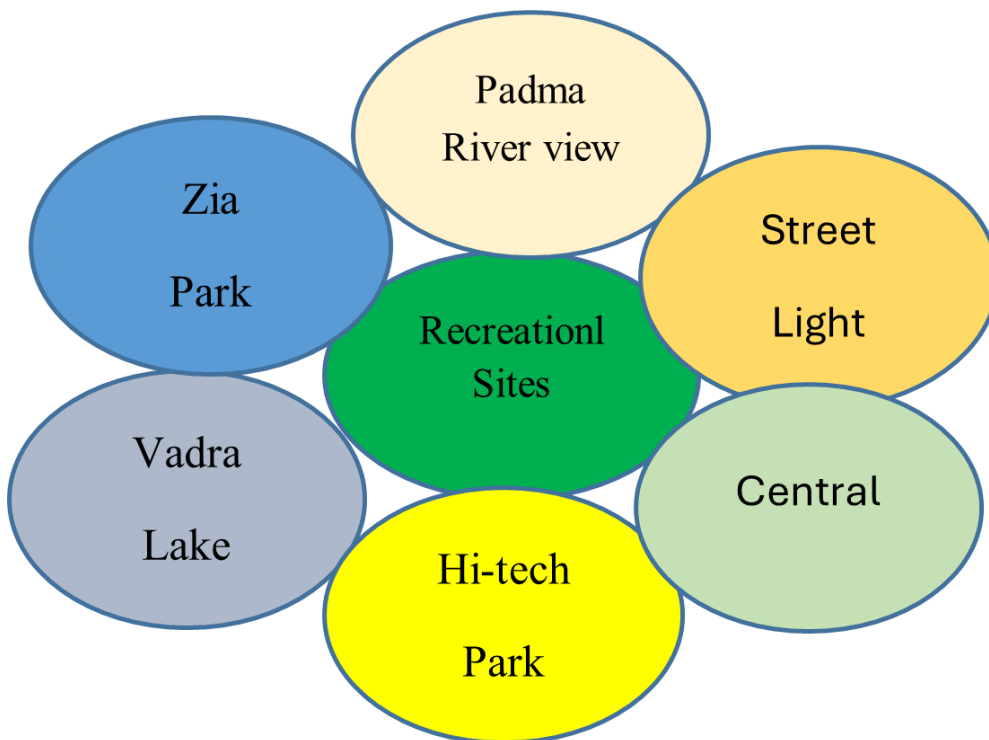 Padma
River view
Zia
Park
Street
Light
Recreationl
Sites
Vadra
Lake
Central
Hi-tech
Park